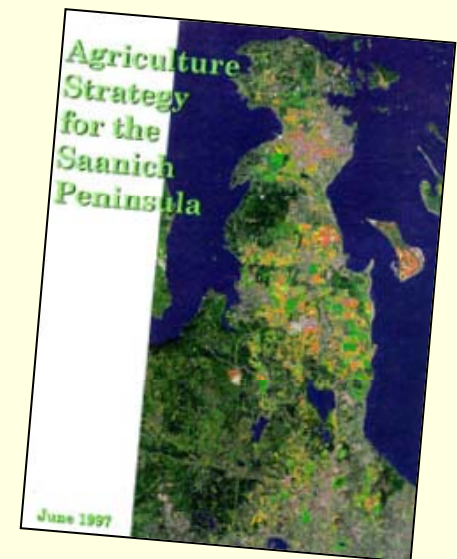 Agriculture
Strategy
for the
Saanich
Peninsula
June 1997